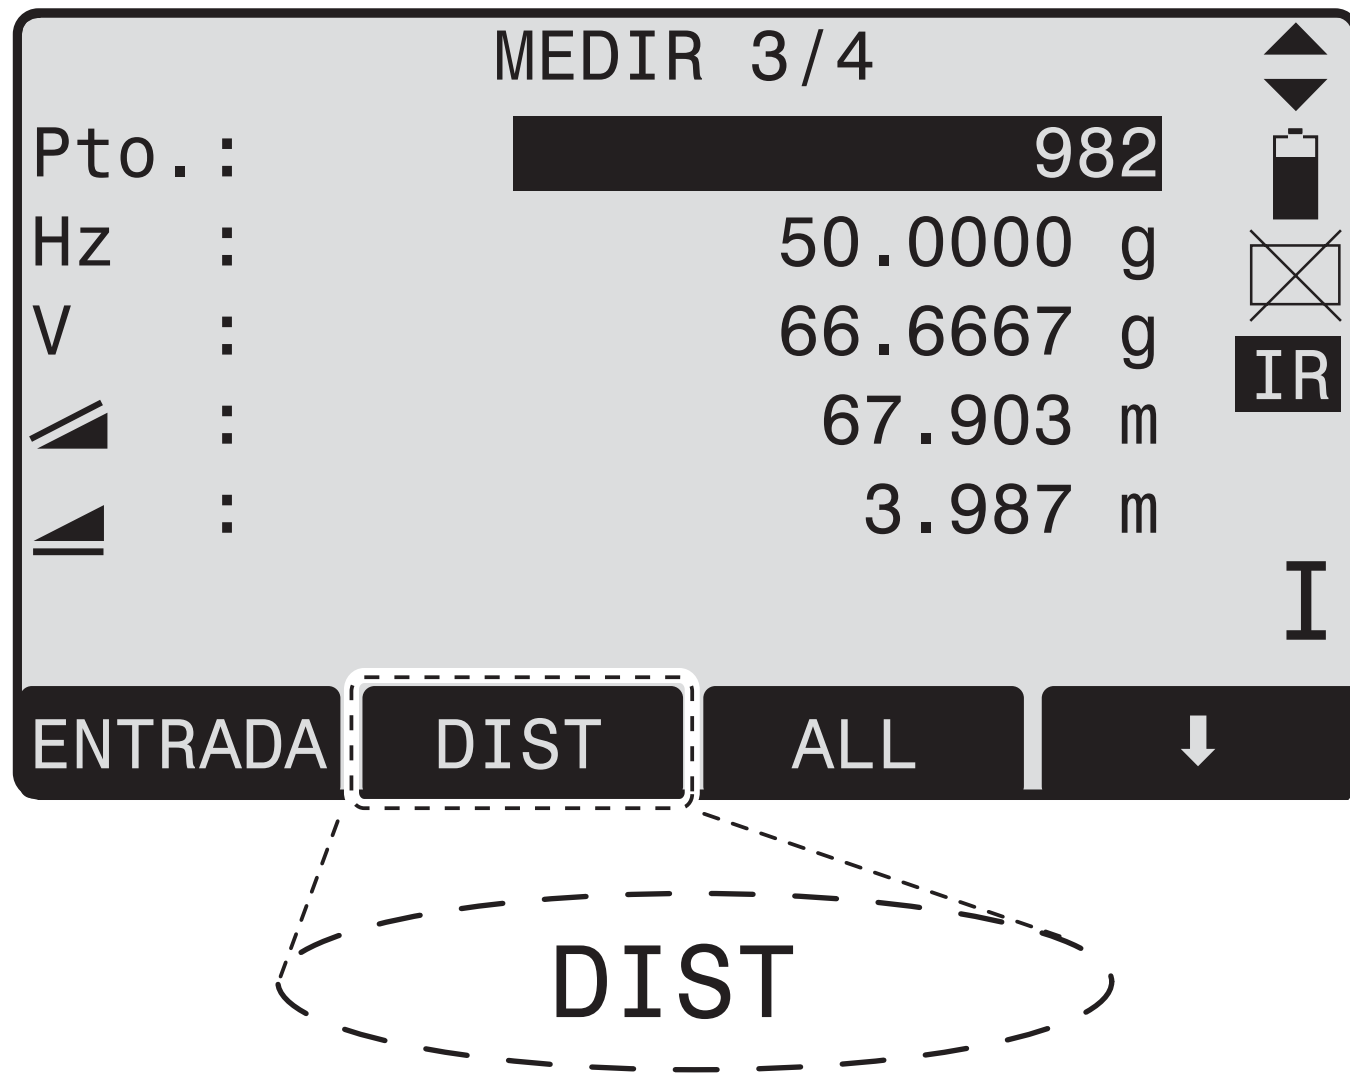 MEDIR 3/4
Pto.: 982
Hz : 50.0000 g
V : 66.6667 g
: 67.903 m
: 3.987 m
IR
I
ENTRADA DIST ALL
DIST